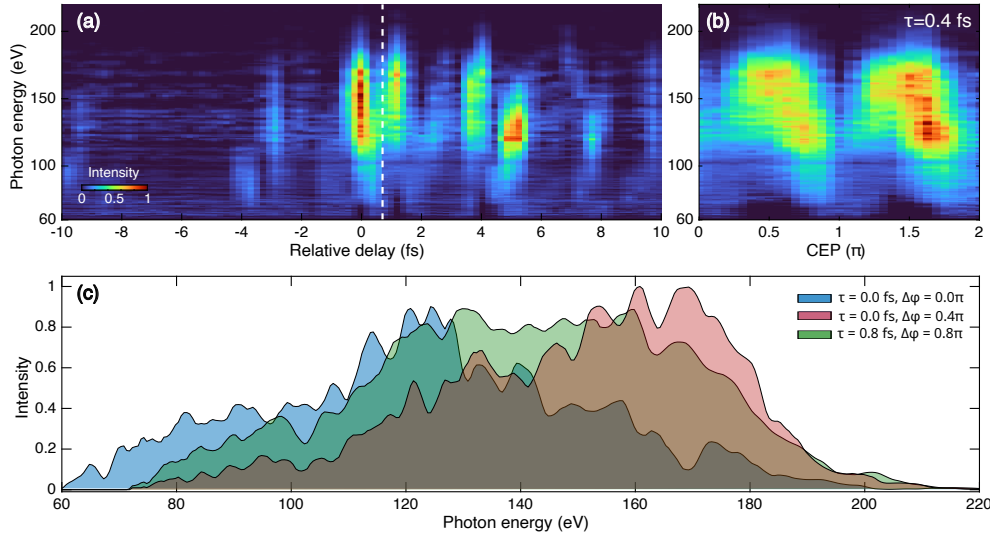 (a)
(b)
τ=0.4 fs
Photon energy (eV)
200
150
100
60
Intensity
0 1
-10 -8 -6 -4 -2 0 2 4 6 8 10
Relative delay (fs)
200
150
100
60
0 0.5 1 1.5 2
CEP (π)
(c)
Intensity
1
0.8
0.6
0.4
0.2
0
τ = 0.0 fs, Δφ = 0.0π
τ = 0.0 fs, Δφ = 0.4π
τ = 0.8 fs, Δφ = 0.8π
60 80 100 120 140 160 180 200 220
Photon energy (eV)